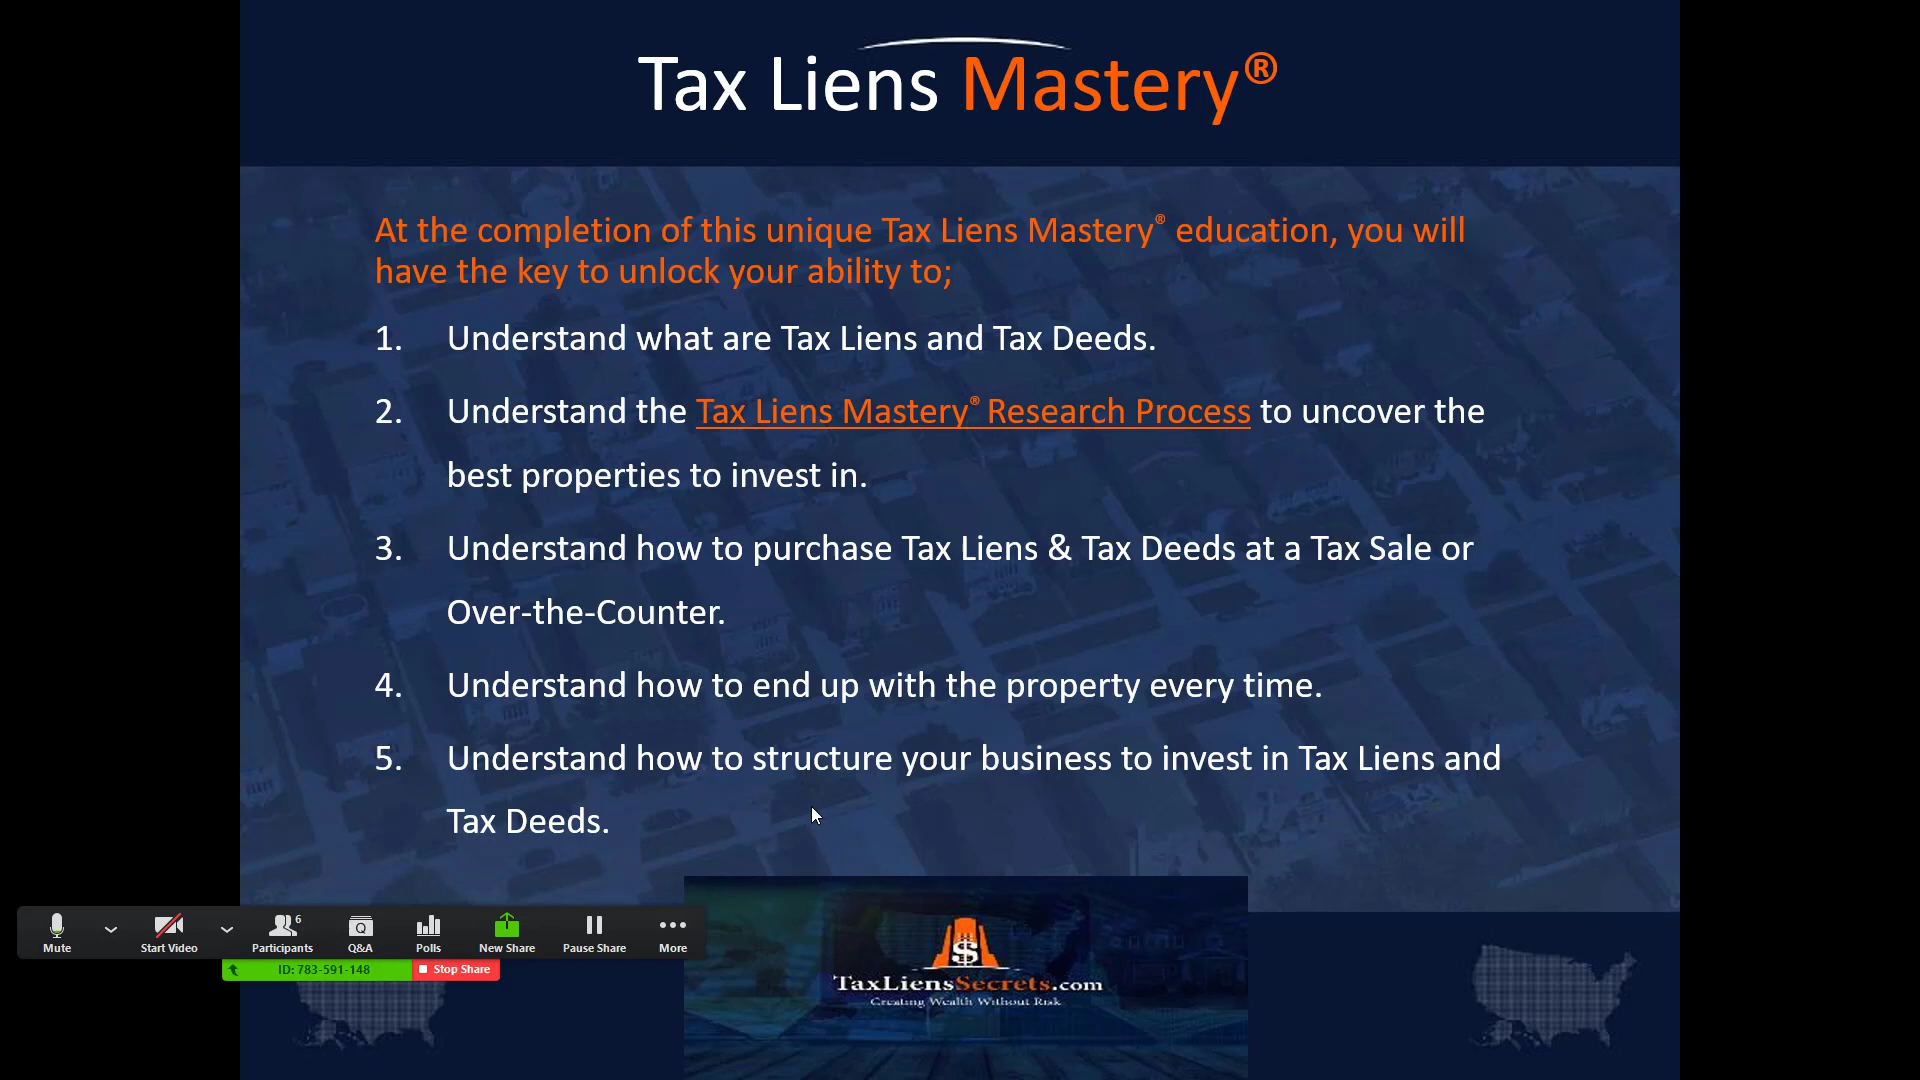 Tax Liens Mastery®
At the completion of this unique Tax Liens Mastery® education, you will
have the key to unlock your ability to;
1. Understand what are Tax Liens and Tax Deeds.
2. Understand the Tax Liens Mastery® Research Process to uncover the
best properties to invest in.
3. Understand how to purchase Tax Liens & Tax Deeds at a Tax Sale or
Over-the-Counter.
4. Understand how to end up with the property every time.
5. Understand how to structure your business to invest in Tax Liens and
Tax Deeds.
6
Mute Start Video Participants Q&A Polls New Share Pause Share More
ID: 783-591-148 Stop Share
$
TaxLiensSecrets.com
Creating Wealth Without Risk